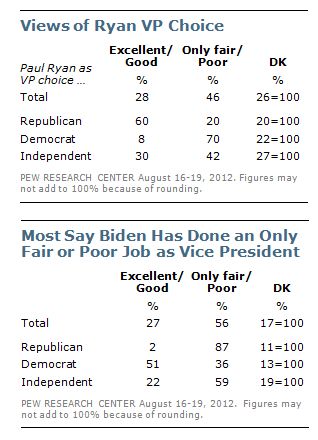 Views of Ryan VP Choice
Excellent/ Only fair/
Good Poor DK
Paul Ryan as
VP choice ... % % %
Total 28 46 26=100
Republican 60 20 20=100
Democrat 8 70 22=100
Independent 30 42 27=100
PEW RESEARCH CENTER August 16-19, 2012. Figures may
not add to 100% because of rounding.
Most Say Biden Has Done an Only
Fair or Poor Job as Vice President
Excellent/ Only fair/
Good Poor DK
% % %
Total 27 56 17=100
Republican 2 87 11=100
Democrat 51 36 13=100
Independent 22 59 19=100
PEW RESEARCH CENTER August 16-19, 2012. Figures may
not add to 100% because of rounding.